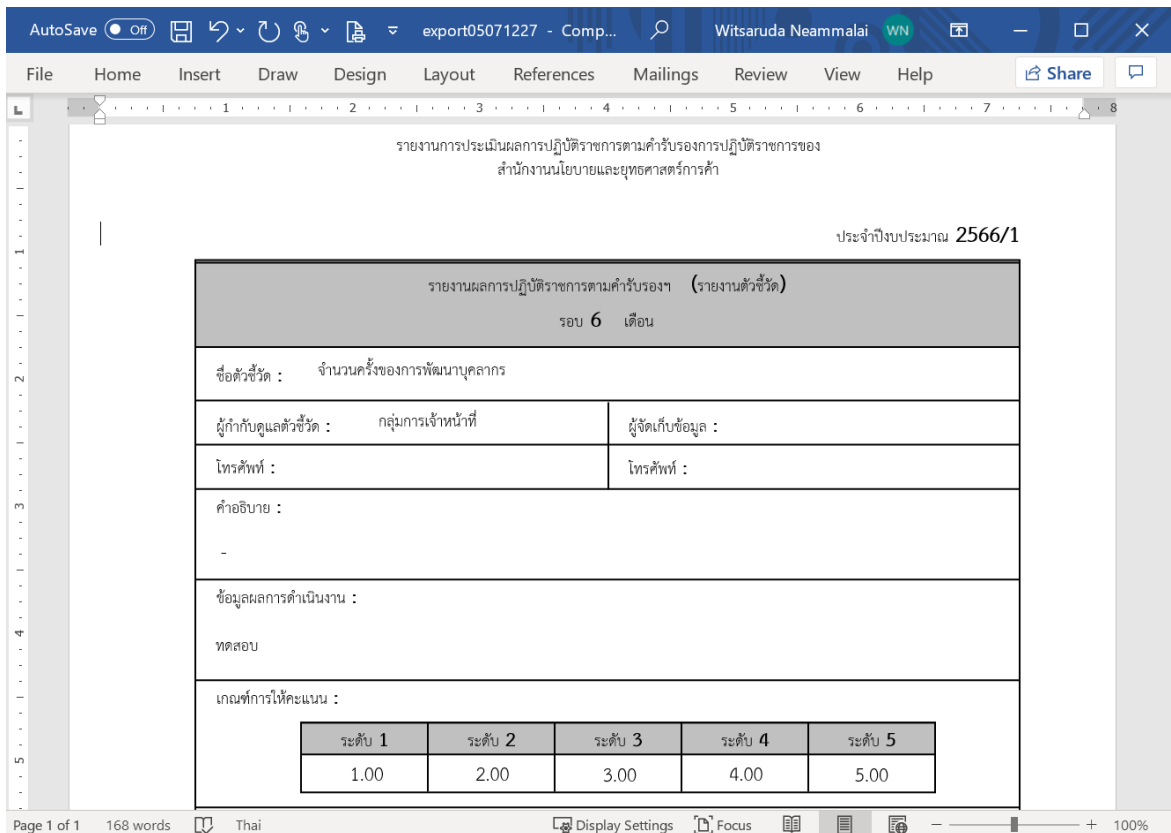 AutoSave Off export05071227 - Comp... Witsaruda Neammalai WN
File Home Insert Draw Design Layout References Mailings Review View Help Share
1 2 3 4 5 6 7 8
รายงานการประเมินผลการปฏิบัติราชการตามคำรับรองการปฏิบัติราชการของ
สำนักงานนโยบายและยุทธศาสตร์การค้า
ประจำปีงบประมาณ 2566/1
รายงานผลการปฏิบัติราชการตามคำรับรองฯ (รายงานตัวชี้วัด)
รอบ 6 เดือน
ชื่อตัวชี้วัด : จำนวนครั้งของการพัฒนาบุคลากร
ผู้กำกับดูแลตัวชี้วัด : กลุ่มการเจ้าหน้าที่ ผู้จัดเก็บข้อมูล :
โทรศัพท์ : โทรศัพท์ :
คำอธิบาย :
-
ข้อมูลผลการดำเนินงาน :
ทดสอบ
เกณฑ์การให้คะแนน :
ระดับ 1 ระดับ 2 ระดับ 3 ระดับ 4 ระดับ 5
1.00 2.00 3.00 4.00 5.00
1
2
3
4
5
Page 1 of 1 168 words Thai Display Settings Focus 100%